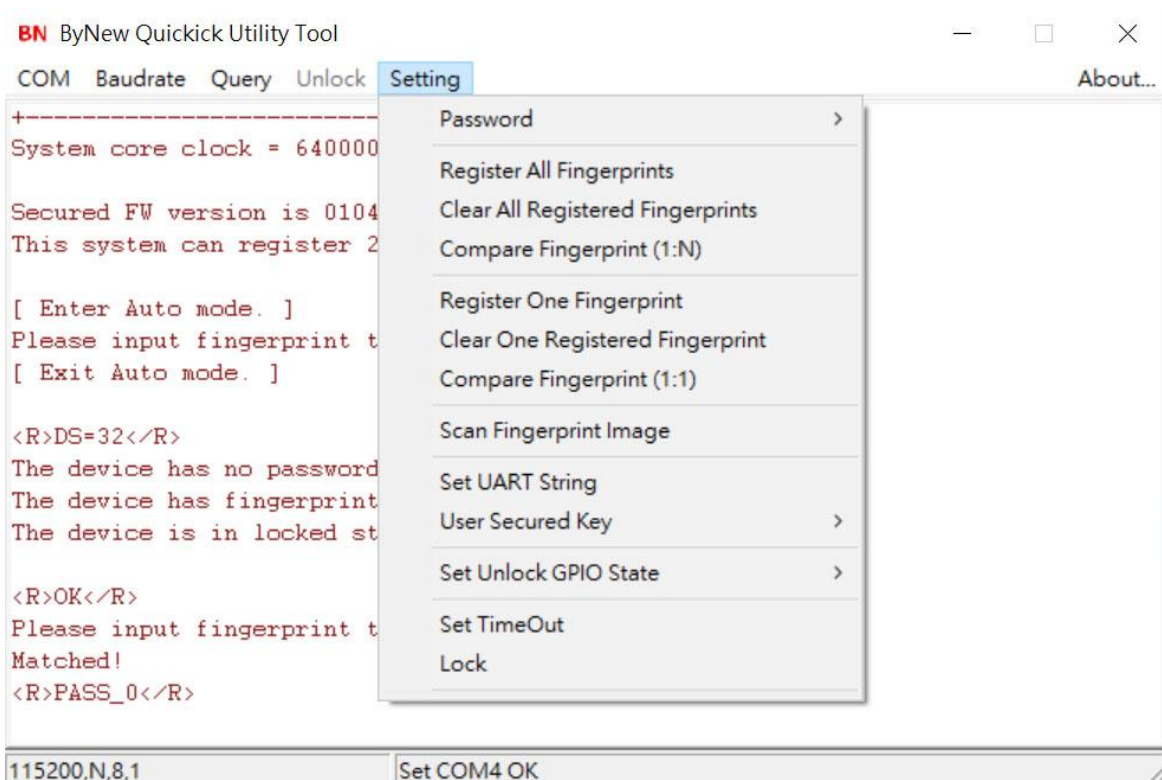 BN ByNew Quickick Utility Tool
COM Baudrate Query Unlock Setting About...
+--------------------------
System core clock = 640000
Secured FW version is 0104
This system can register 2
[ Enter Auto mode. ]
Please input fingerprint t
[ Exit Auto mode. ]
<R>DS=32</R>
The device has no password
The device has fingerprint
The device is in locked st
<R>OK</R>
Please input fingerprint t
Matched!
<R>PASS_0</R>
Password
Register All Fingerprints
Clear All Registered Fingerprints
Compare Fingerprint (1:N)
Register One Fingerprint
Clear One Registered Fingerprint
Compare Fingerprint (1:1)
Scan Fingerprint Image
Set UART String
User Secured Key
Set Unlock GPIO State
Set TimeOut
Lock
115200,N,8,1
Set COM4 OK